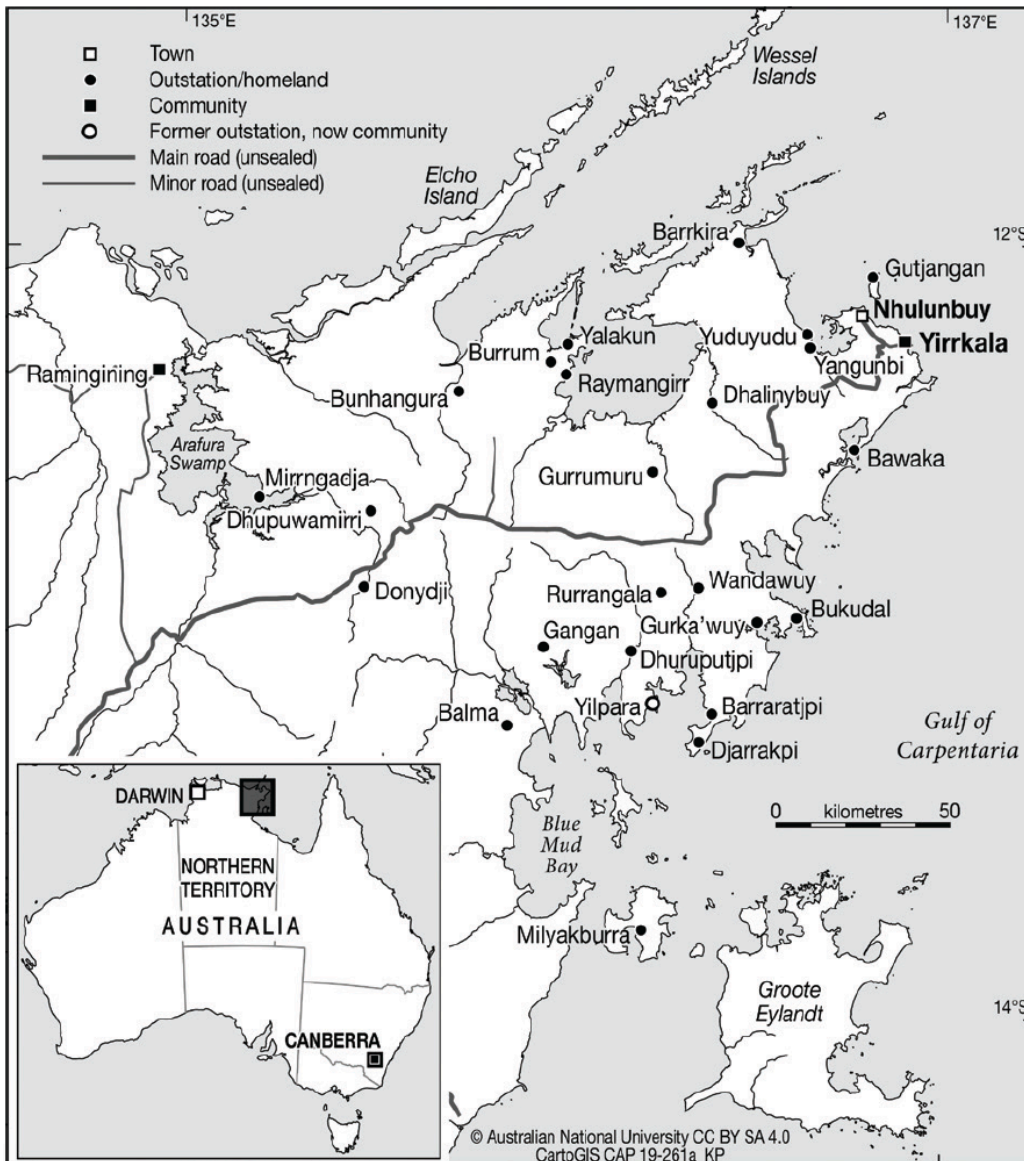 135°E
137°E
Town
Outstation/homeland
Community
Former outstation, now community
Main road (unsealed)
Minor road (unsealed)
Wessel
Islands
Elcho
Island
Barrkira
12°S
Gutjangan
Nhulunbuy
Yalakun
Yuduyudu
Yirrkala
Burrum
Yangunbi
Ramingining
Raymangirr
Bunhangura
Dhalinybuy
Arafura
Swamp
Bawaka
Mirrngadja
Gurrumuru
Dhupuwamirri
Donydji
Wandawuy
Rurrangala
Bukudal
Gangan
Gurka'wuy
Dhuruputjpi
Yilpara
Balma
Barraratjpi
Djarrakpi
Gulf of
Carpentaria
kilometres
0
50
Blue
Mud
Bay
Milyakburra
Groote
Eylandt
14°S
DARWIN
NORTHERN
TERRITORY
AUSTRALIA
CANBERRA
© Australian National University CC BY SA 4.0
CartoGIS CAP 19-261a KP